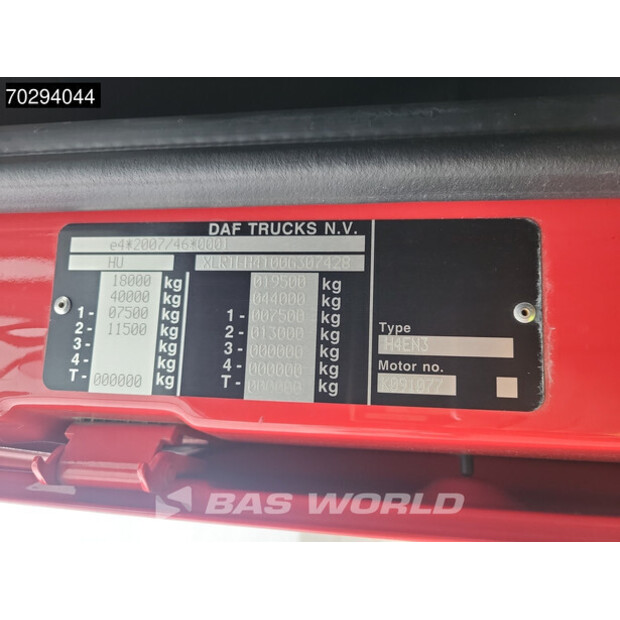 70294044
DAF TRUCKS N.V.
e4*2007/46*0001
HU
18000 kg
40000 kg
1- 07500 kg
2- 11500 kg
3- kg
4- kg
T- 000000 kg
019500 kg
044000 kg
1- 007500 kg
2- 013000 kg
3- 000000 kg
4- 000000 kg
T- 000000 kg
Type
H4EN3
Motor no.
BAS WORLD